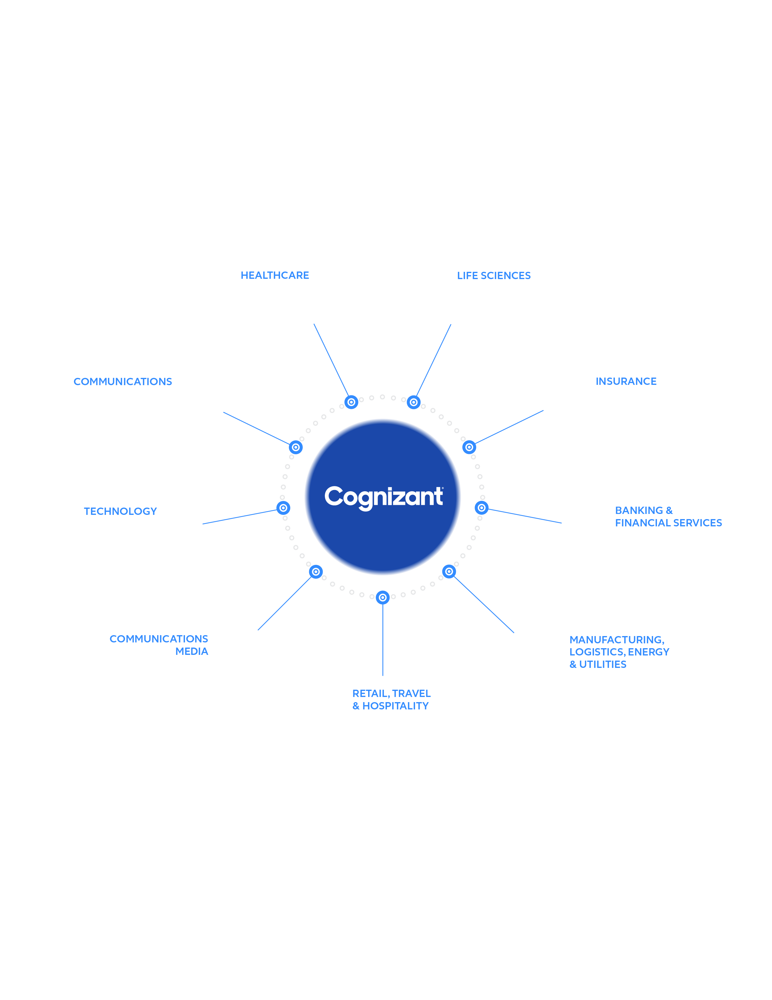 HEALTHCARE
LIFE SCIENCES
COMMUNICATIONS
INSURANCE
Cognizant®
TECHNOLOGY
BANKING &
FINANCIAL SERVICES
COMMUNICATIONS
MEDIA
MANUFACTURING,
LOGISTICS, ENERGY
& UTILITIES
RETAIL, TRAVEL
& HOSPITALITY